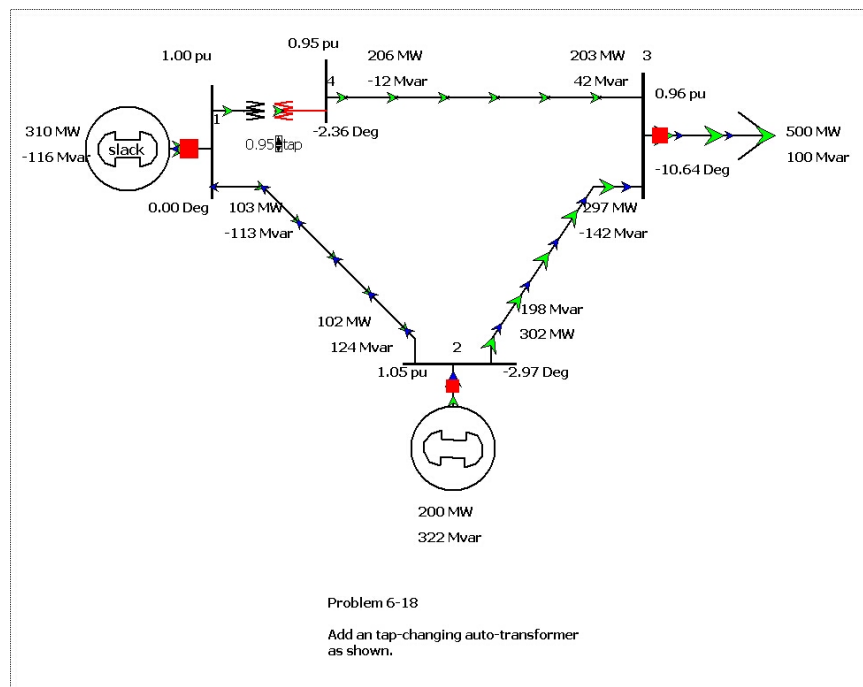 0.95 pu
1.00 pu
206 MW
-12 Mvar
203 MW
42 Mvar
3
4
0.96 pu
1
310 MW
-116 Mvar
slack
0.95 tap
-2.36 Deg
500 MW
100 Mvar
-10.64 Deg
0.00 Deg
103 MW
-113 Mvar
297 MW
-142 Mvar
102 MW
124 Mvar
198 Mvar
302 MW
2
1.05 pu
-2.97 Deg
200 MW
322 Mvar
Problem 6-18
Add an tap-changing auto-transformer
as shown.